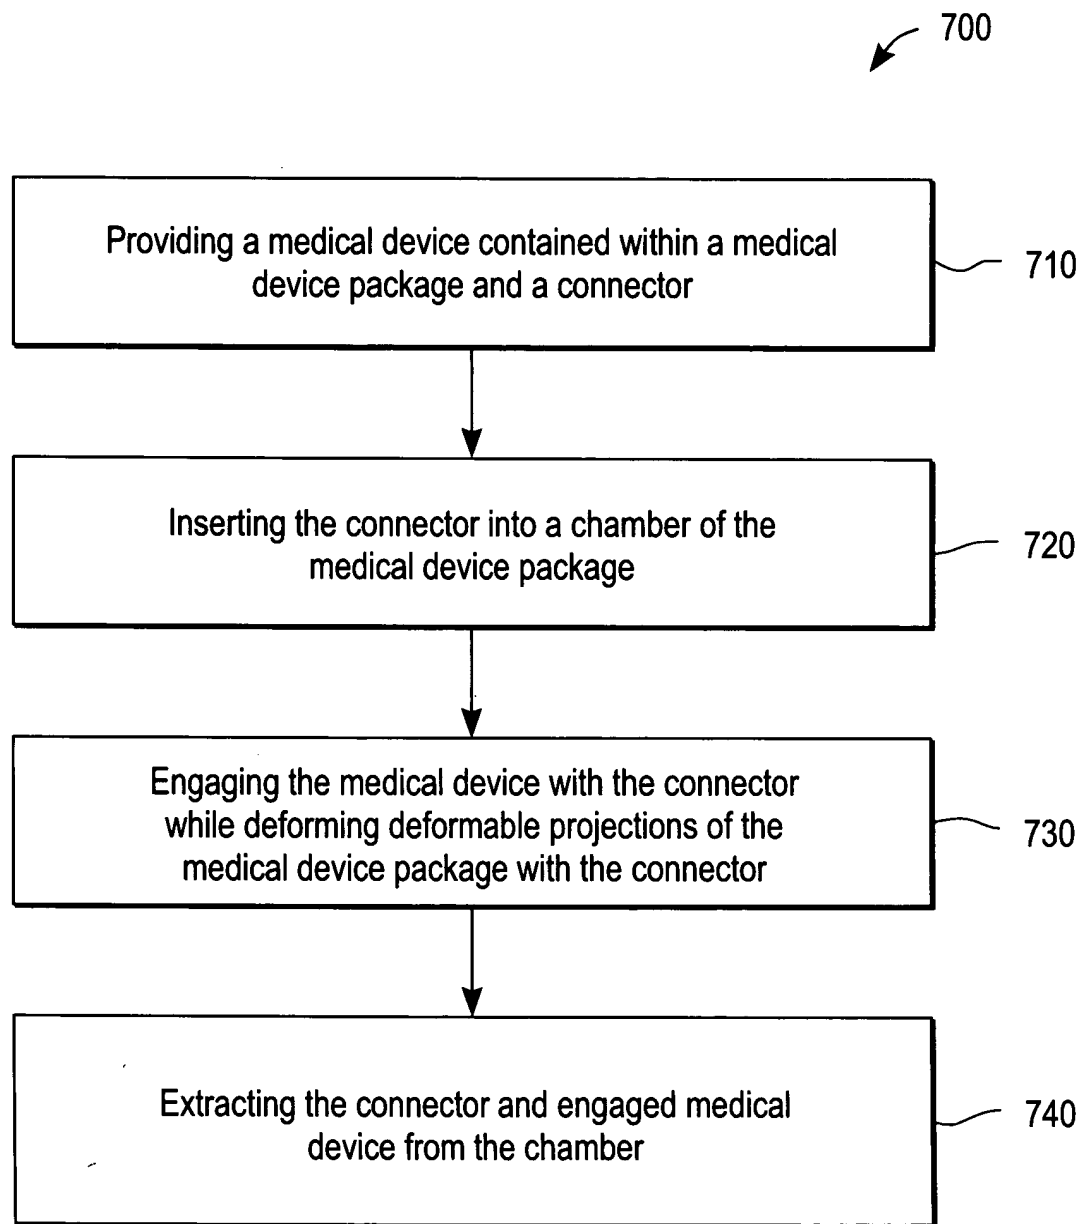 700
Providing a medical device contained within a medical
device package and a connector
710
Inserting the connector into a chamber of the
medical device package
720
Engaging the medical device with the connector
while deforming deformable projections of the
medical device package with the connector
730
Extracting the connector and engaged medical
device from the chamber
740